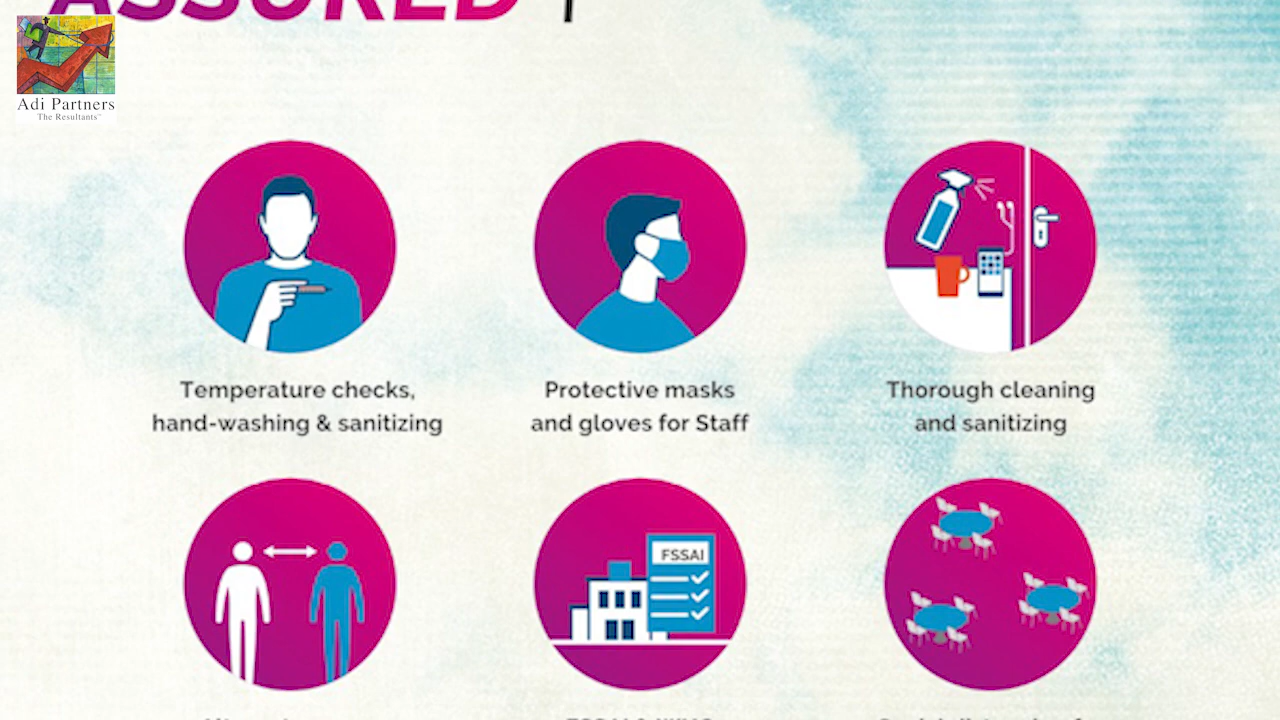 ASSURED
Adi Partners
The Resultants™
Temperature checks,
hand-washing & sanitizing
Protective masks
and gloves for Staff
Thorough cleaning
and sanitizing
FSSAI